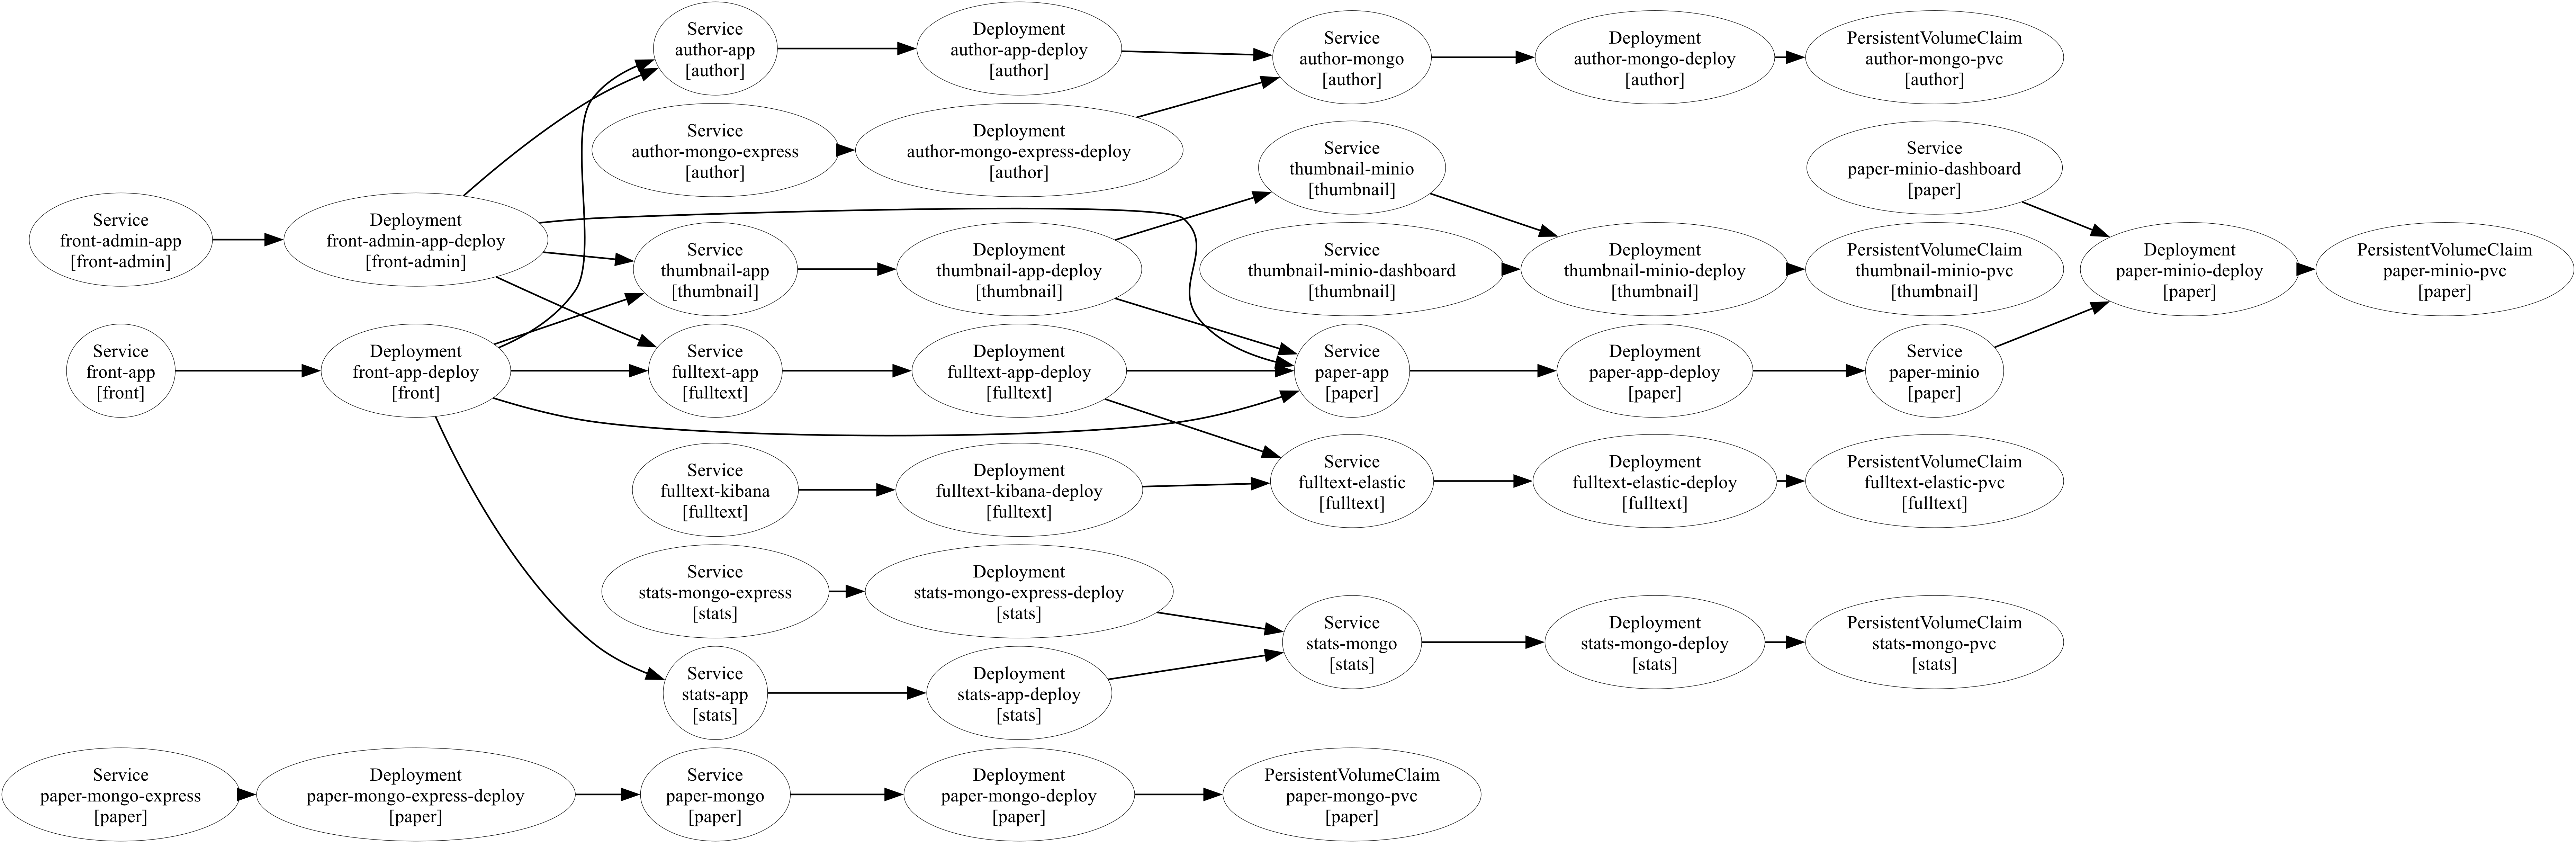 Service
author-app
[author]
Deployment
author-app-deploy
[author]
Service
author-mongo
[author]
Deployment
author-mongo-deploy
[author]
PersistentVolumeClaim
author-mongo-pvc
[author]
Service
author-mongo-express
[author]
Deployment
author-mongo-express-deploy
[author]
Service
thumbnail-minio
[thumbnail]
Service
paper-minio-dashboard
[paper]
Service
front-admin-app
[front-admin]
Deployment
front-admin-app-deploy
[front-admin]
Service
thumbnail-app
[thumbnail]
Deployment
thumbnail-app-deploy
[thumbnail]
Service
thumbnail-minio-dashboard
[thumbnail]
Deployment
thumbnail-minio-deploy
[thumbnail]
PersistentVolumeClaim
thumbnail-minio-pvc
[thumbnail]
Deployment
paper-minio-deploy
[paper]
PersistentVolumeClaim
paper-minio-pvc
[paper]
Service
front-app
[front]
Deployment
front-app-deploy
[front]
Service
fulltext-app
[fulltext]
Deployment
fulltext-app-deploy
[fulltext]
Service
paper-app
[paper]
Deployment
paper-app-deploy
[paper]
Service
paper-minio
[paper]
Service
fulltext-kibana
[fulltext]
Deployment
fulltext-kibana-deploy
[fulltext]
Service
fulltext-elastic
[fulltext]
Deployment
fulltext-elastic-deploy
[fulltext]
PersistentVolumeClaim
fulltext-elastic-pvc
[fulltext]
Service
stats-mongo-express
[stats]
Deployment
stats-mongo-express-deploy
[stats]
Service
stats-mongo
[stats]
Deployment
stats-mongo-deploy
[stats]
PersistentVolumeClaim
stats-mongo-pvc
[stats]
Service
stats-app
[stats]
Deployment
stats-app-deploy
[stats]
Service
paper-mongo-express
[paper]
Deployment
paper-mongo-express-deploy
[paper]
Service
paper-mongo
[paper]
Deployment
paper-mongo-deploy
[paper]
PersistentVolumeClaim
paper-mongo-pvc
[paper]